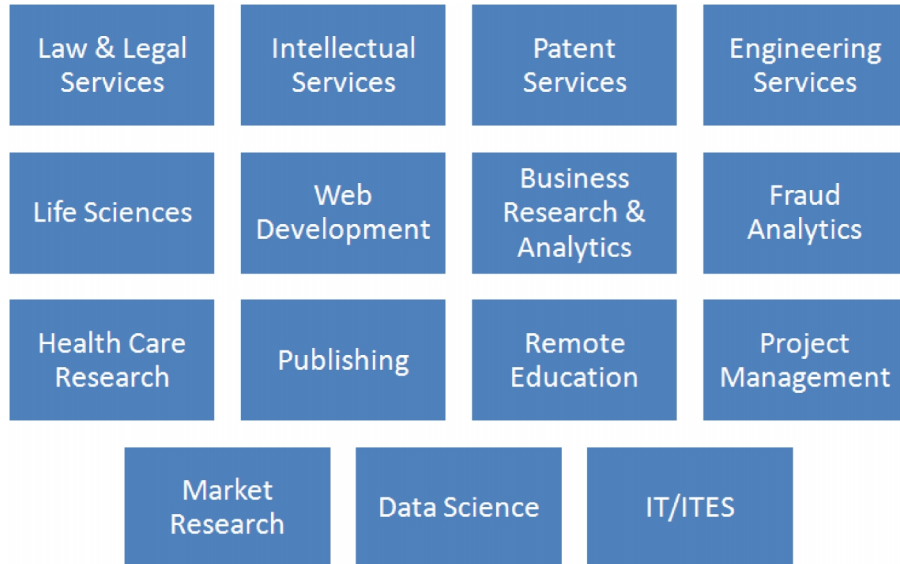 Law & Legal
Services
Intellectual
Services
Patent
Services
Engineering
Services
Life Sciences
Web
Development
Business
Research &
Analytics
Fraud
Analytics
Health Care
Research
Publishing
Remote
Education
Project
Management
Market
Research
Data Science
IT/ITES